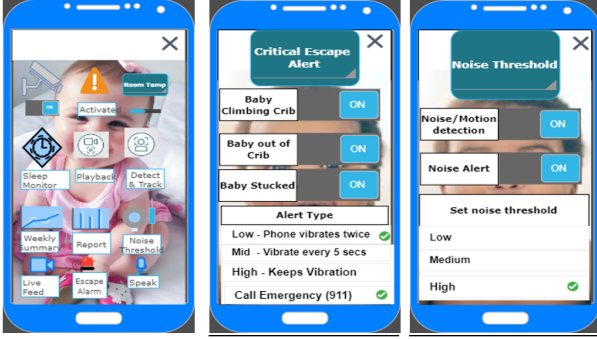 Room Temp
ON
Activated
Sleep
Monitor
Playback
Detect
& Track
Weekly
Summary
Report
Noise
Threshold
Live
Feed
Escape
Alarm
Speak
Critical Escape
Alert
Baby
Climbing Crib
ON
Baby out of
Crib
ON
Baby Stucked
ON
Alert Type
Low - Phone vibrates twice
Mid - Vibrate every 5 secs
High - Keeps Vibration
Call Emergency (911)
Noise Threshold
Noise/Motion
detection
ON
Noise Alert
ON
Set noise threshold
Low
Medium
High